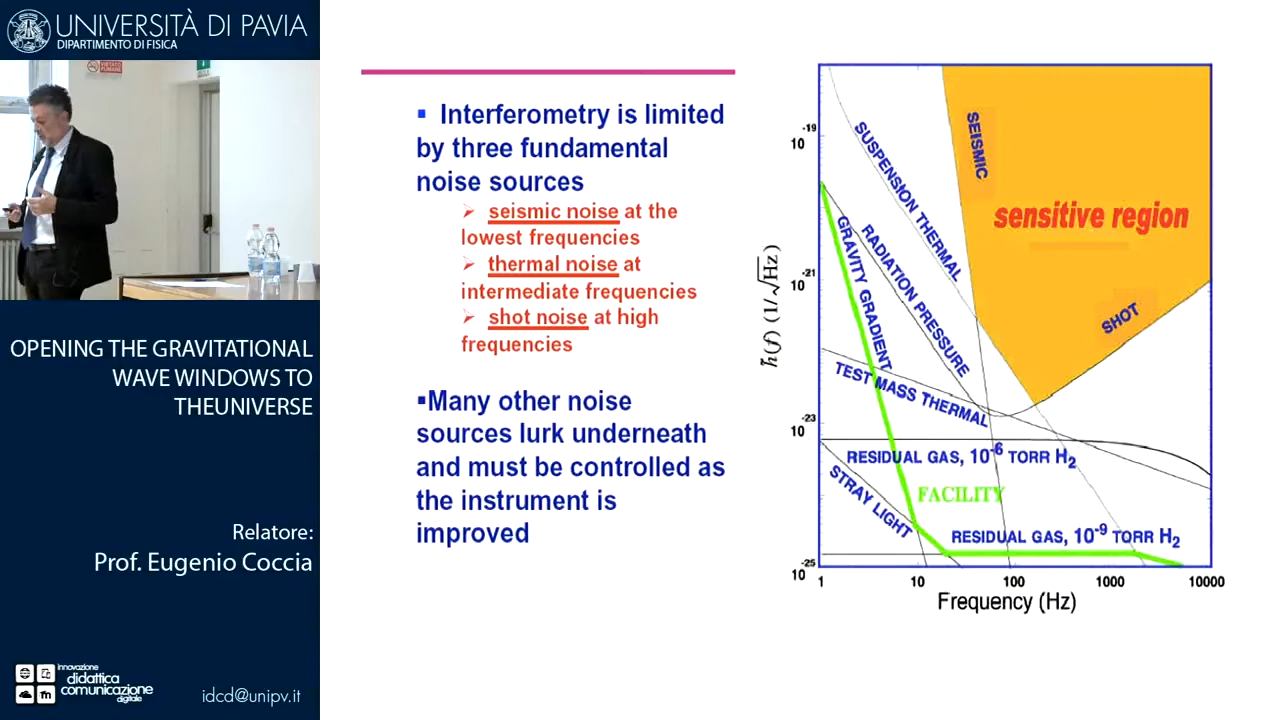 UNIVERSITÀ DI PAVIA
DIPARTIMENTO DI FISICA
OPENING THE GRAVITATIONAL
WAVE WINDOWS TO
THEUNIVERSE
Relatore:
Prof. Eugenio Coccia
innovazione
didattica
comunicazione
digitale
idcd@unipv.it
▪ Interferometry is limited
by three fundamental
noise sources
➢ seismic noise at the
lowest frequencies
➢ thermal noise at
intermediate frequencies
➢ shot noise at high
frequencies
▪Many other noise
sources lurk underneath
and must be controlled as
the instrument is
improved
h(f) (1/√Hz)
10^-19
10^-21
10^-23
10^-25
SEISMIC
SUSPENSION THERMAL
sensitive region
GRAVITY GRADIENT
RADIATION PRESSURE
SHOT
TEST MASS THERMAL
RESIDUAL GAS, 10^-6 TORR H2
STRAY LIGHT
FACILITY
RESIDUAL GAS, 10^-9 TORR H2
1 10 100 1000 10000
Frequency (Hz)